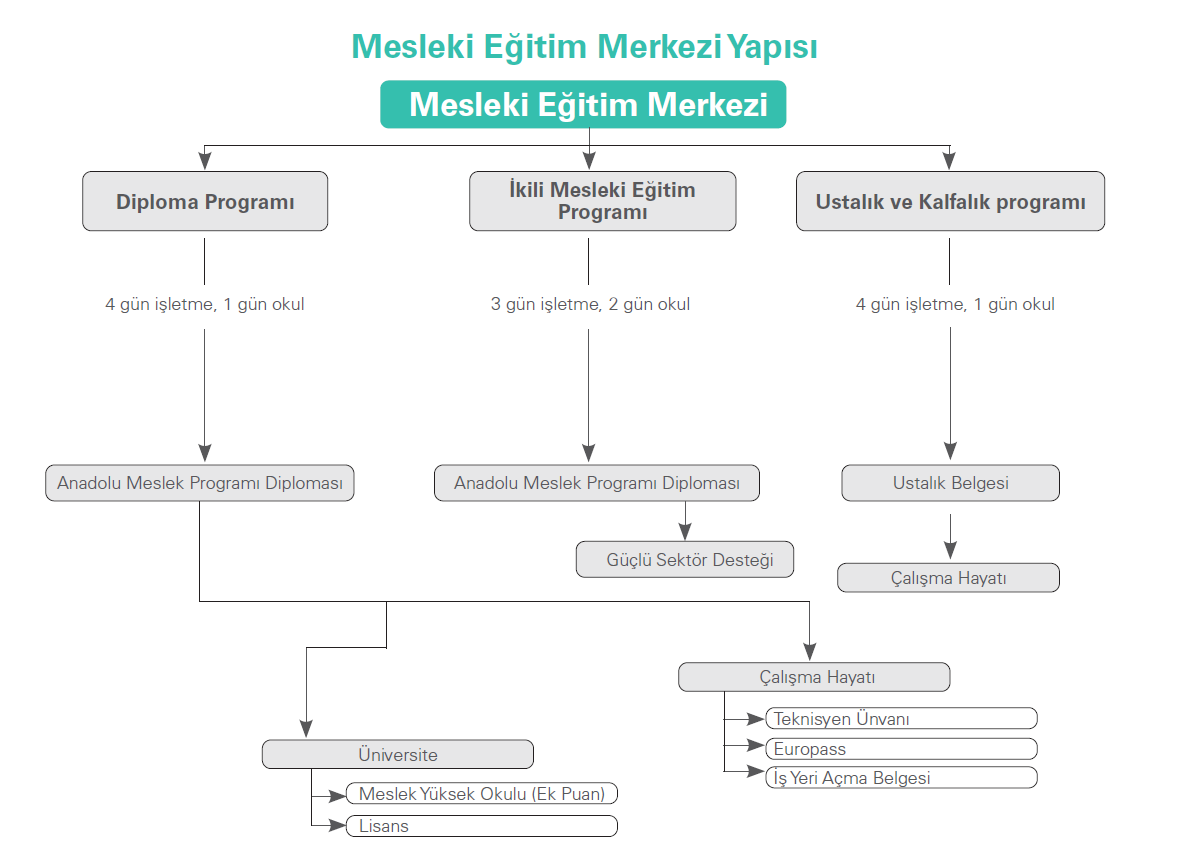 Mesleki Eğitim Merkezi Yapısı
Mesleki Eğitim Merkezi
Diploma Programı
İkili Mesleki Eğitim
Programı
Ustalık ve Kalfalık programı
4 gün işletme, 1 gün okul
3 gün işletme, 2 gün okul
4 gün işletme, 1 gün okul
Anadolu Meslek Programı Diploması
Anadolu Meslek Programı Diploması
Ustalık Belgesi
Güçlü Sektör Desteği
Çalışma Hayatı
Çalışma Hayatı
Teknisyen Ünvanı
Europass
İş Yeri Açma Belgesi
Üniversite
Meslek Yüksek Okulu (Ek Puan)
Lisans